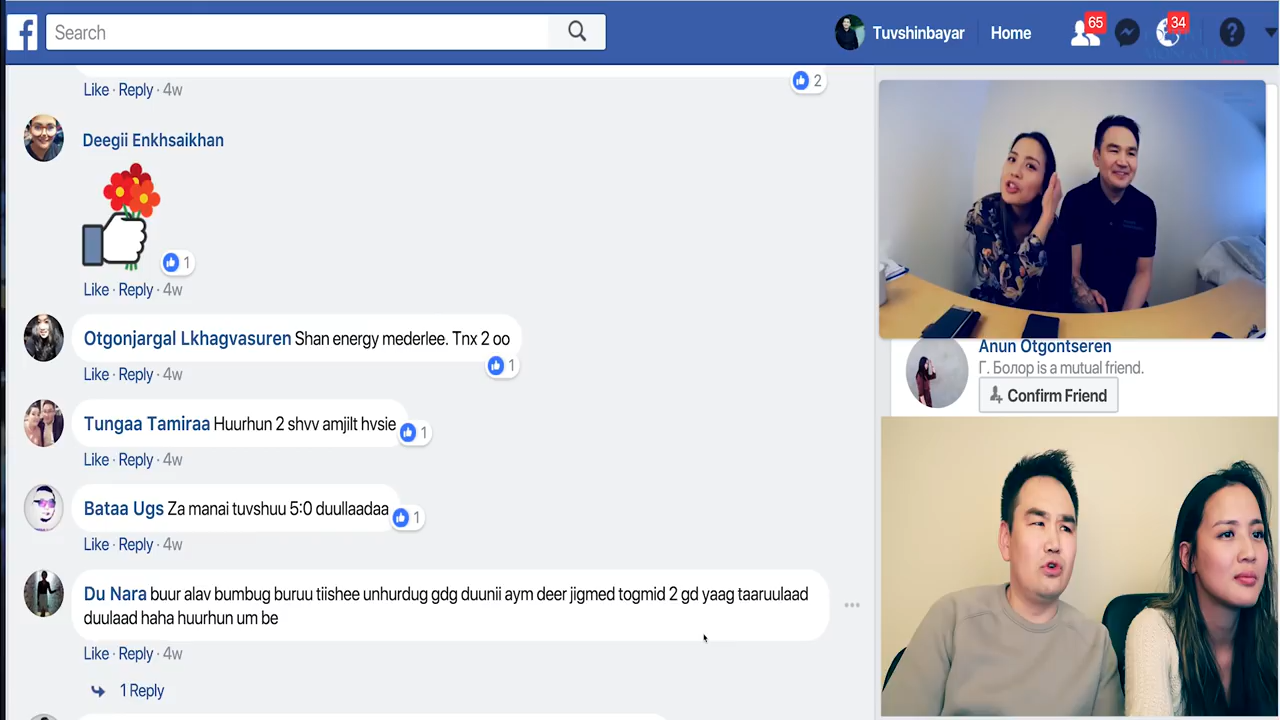 Search
Tuvshinbayar
Home
65
34
Like · Reply · 4w
2
Deegii Enkhsaikhan
1
Like · Reply · 4w
Otgonjargal Lkhagvasuren Shan energy mederlee. Tnx 2 oo
1
Like · Reply · 4w
Tungaa Tamiraa Huurhun 2 shvv amjilt hvsie
1
Like · Reply · 4w
Bataa Ugs Za manai tuvshuu 5:0 duullaadaa
1
Like · Reply · 4w
Du Nara buur alav bumbug buruu tiishee unhurdug gdg duunii aym deer jigmed togmid 2 gd yaag taaruulaad
duulaad haha huurhun um be
Like · Reply · 4w
1 Reply
Anun Otgontseren
Г. Болор is a mutual friend.
Confirm Friend